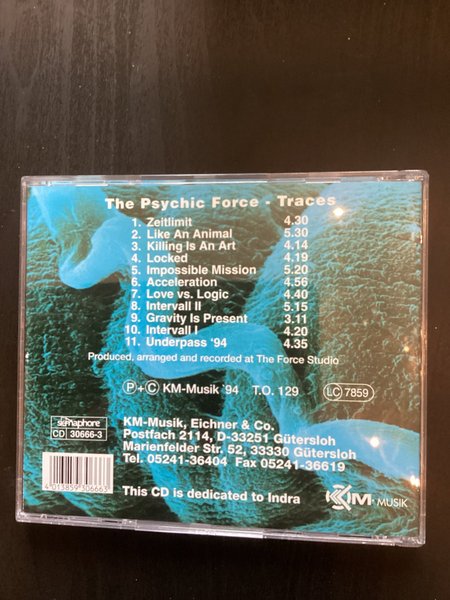 The Psychic Force - Traces
1. Zeitlimit 4.30
2. Like An Animal 5.30
3. Killing Is An Art 4.14
4. Locked 4.19
5. Impossible Mission 5.20
6. Acceleration 4.56
7. Love vs. Logic 4.40
8. Intervall II 5.15
9. Gravity Is Present 3.11
10. Intervall I 4.20
11. Underpass '94 4.35
Produced, arranged and recorded at The Force Studio
Ⓟ+Ⓒ KM-Musik '94 T.O. 129 LC 7859
semaphore
CD 30666-3
KM-Musik, Eichner & Co.
Postfach 2114, D-33251 Gütersloh
Marienfelder Str. 52, 33330 Gütersloh
Tel. 05241-36404 Fax 05241-36619
4 013859 306663
This CD is dedicated to Indra
KM MUSIK